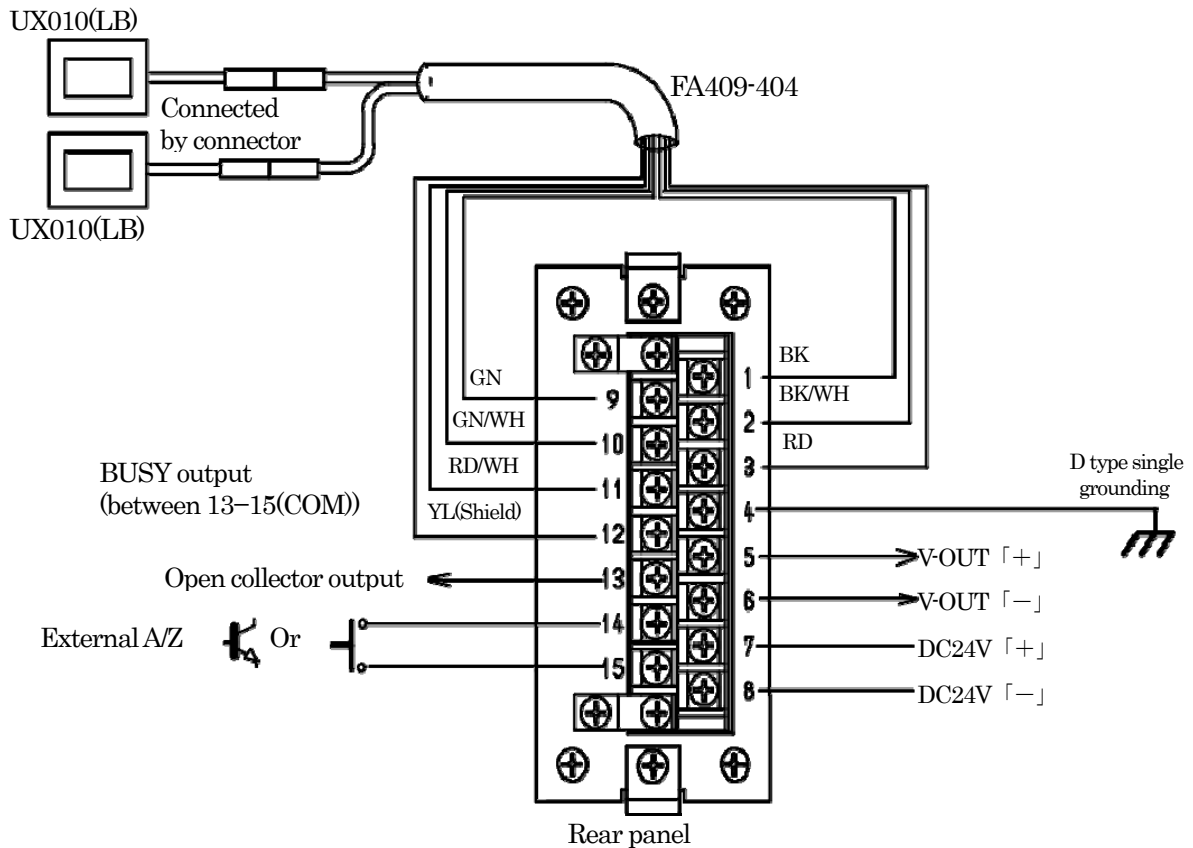 UX010(LB)
FA409-404
Connected
by connector
UX010(LB)
BK
1
GN
BK/WH
9
2
GN/WH
RD
10
3
RD/WH
D type single
grounding
BUSY output
(between 13−15(COM))
11
4
YL(Shield)
12
5
V-OUT「+」
Open collector output
13
6
V-OUT「−」
External A/Z
Or
14
7
DC24V「+」
15
8
DC24V「−」
Rear panel